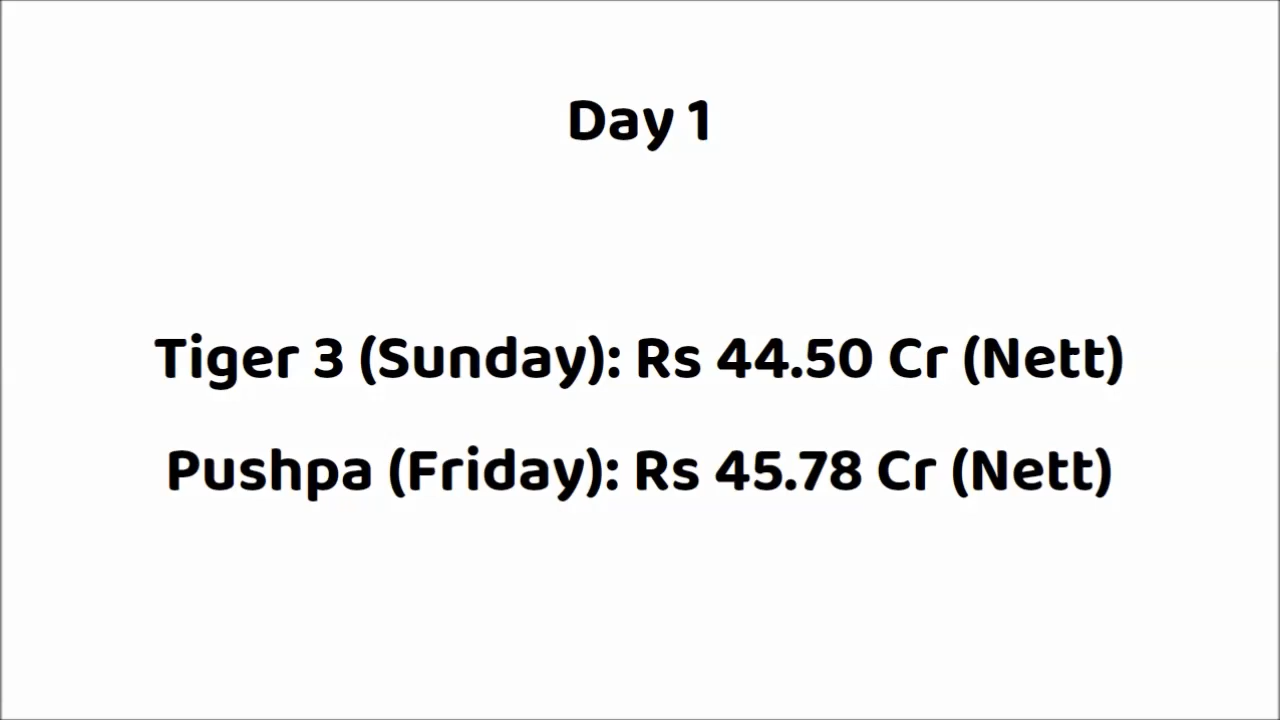 Day 1
Tiger 3 (Sunday): Rs 44.50 Cr (Nett)
Pushpa (Friday): Rs 45.78 Cr (Nett)